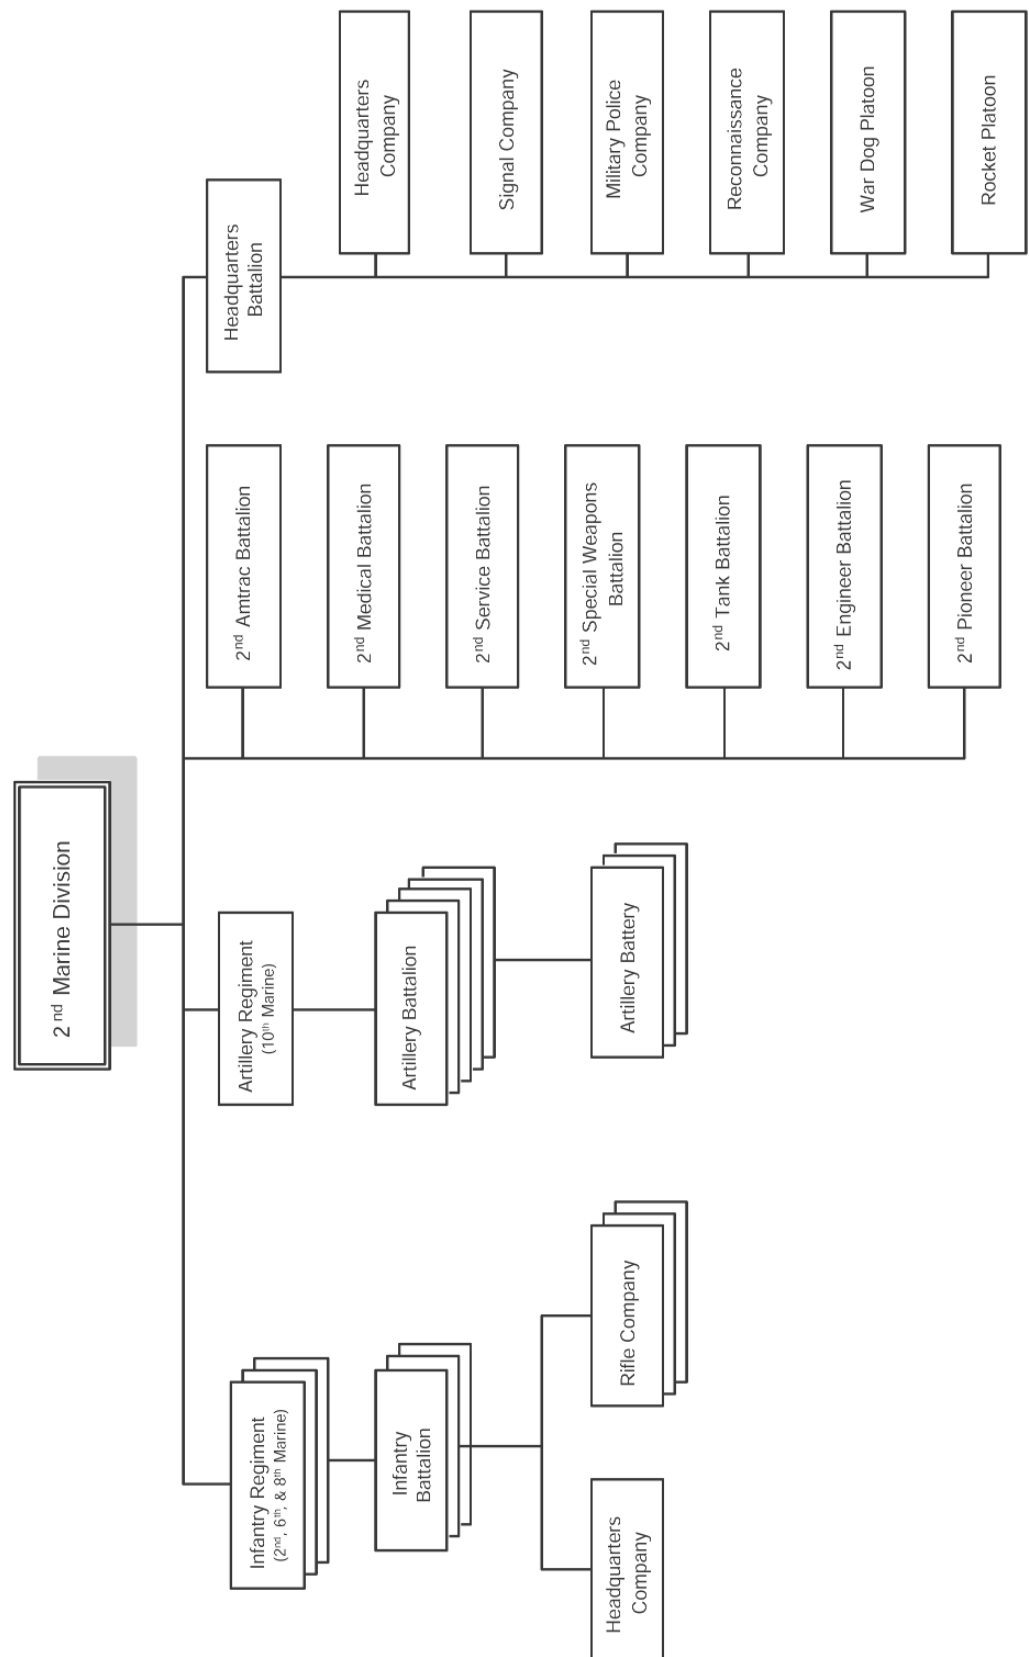 2nd Marine Division
Infantry Regiment
(2nd, 6th, & 8th Marine)
Infantry
Battalion
Headquarters
Company
Rifle Company
Artillery Regiment
(10th Marine)
Artillery Battalion
Artillery Battery
2nd Amtrac Battalion
2nd Medical Battalion
2nd Service Battalion
2nd Special Weapons
Battalion
2nd Tank Battalion
2nd Engineer Battalion
2nd Pioneer Battalion
Headquarters
Battalion
Headquarters
Company
Signal Company
Military Police
Company
Reconnaissance
Company
War Dog Platoon
Rocket Platoon